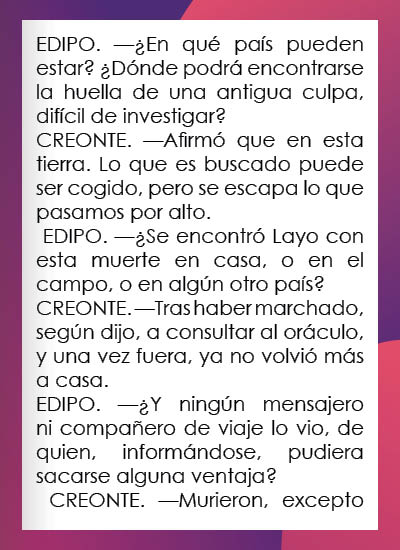 EDIPO. —¿En qué país pueden
estar? ¿Dónde podrá encontrarse
la huella de una antigua culpa,
difícil de investigar?
CREONTE. —Afirmó que en esta
tierra. Lo que es buscado puede
ser cogido, pero se escapa lo que
pasamos por alto.
EDIPO. —¿Se encontró Layo con
esta muerte en casa, o en el
campo, o en algún otro país?
CREONTE. —Tras haber marchado,
según dijo, a consultar al oráculo,
y una vez fuera, ya no volvió más
a casa.
EDIPO. —¿Y ningún mensajero
ni compañero de viaje lo vio, de
quien, informándose, pudiera
sacarse alguna ventaja?
CREONTE. —Murieron, excepto